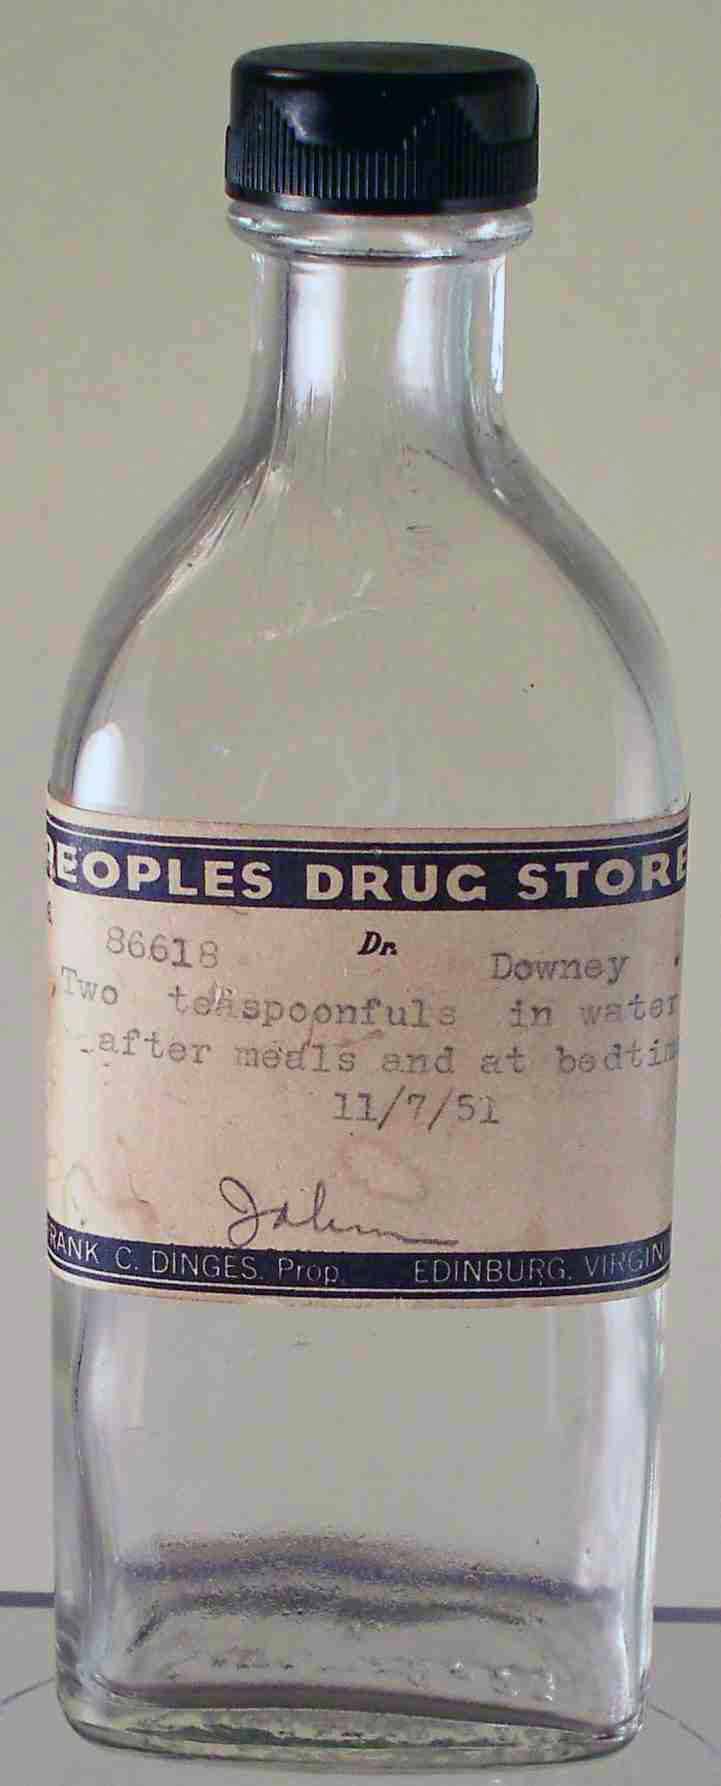 PEOPLES DRUG STORE
86618 Dr. Downey
Two teaspoonfuls in water
after meals and at bedtim
11/7/51
RANK C. DINGES. Prop. EDINBURG. VIRGIN